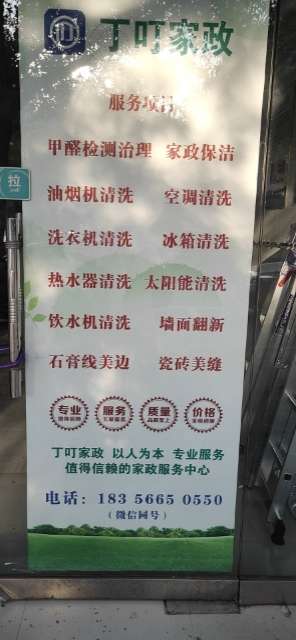 丁叮家政
服务项目
甲醛检测治理 家政保洁
拉
油烟机清洗 空调清洗
洗衣机清洗 冰箱清洗
热水器清洗 太阳能清洗
饮水机清洗 墙面翻新
石膏线美边 瓷砖美缝
专业 服务 质量 价格
丁叮家政 以人为本 专业服务
值得信赖的家政服务中心
电话：183 5665 0550
（微信同号）